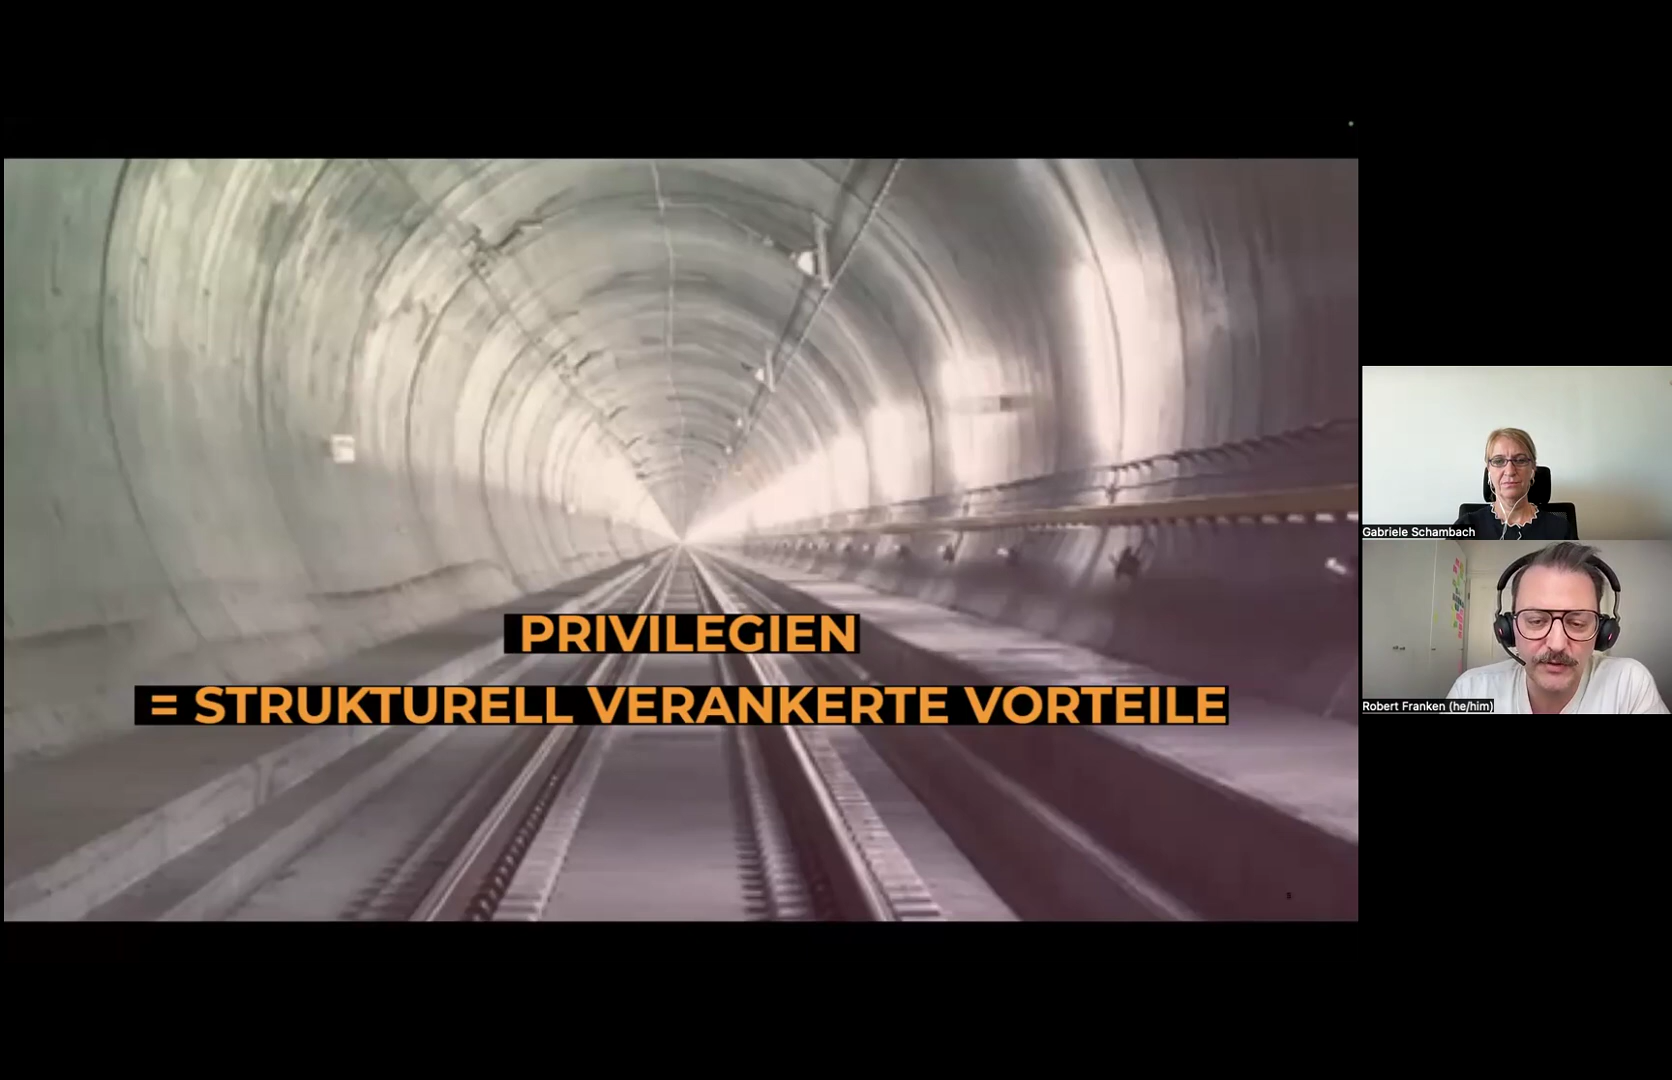 PRIVILEGIEN
= STRUKTURELL VERANKERTE VORTEILE
Gabriele Schambach
Robert Franken (he/him)